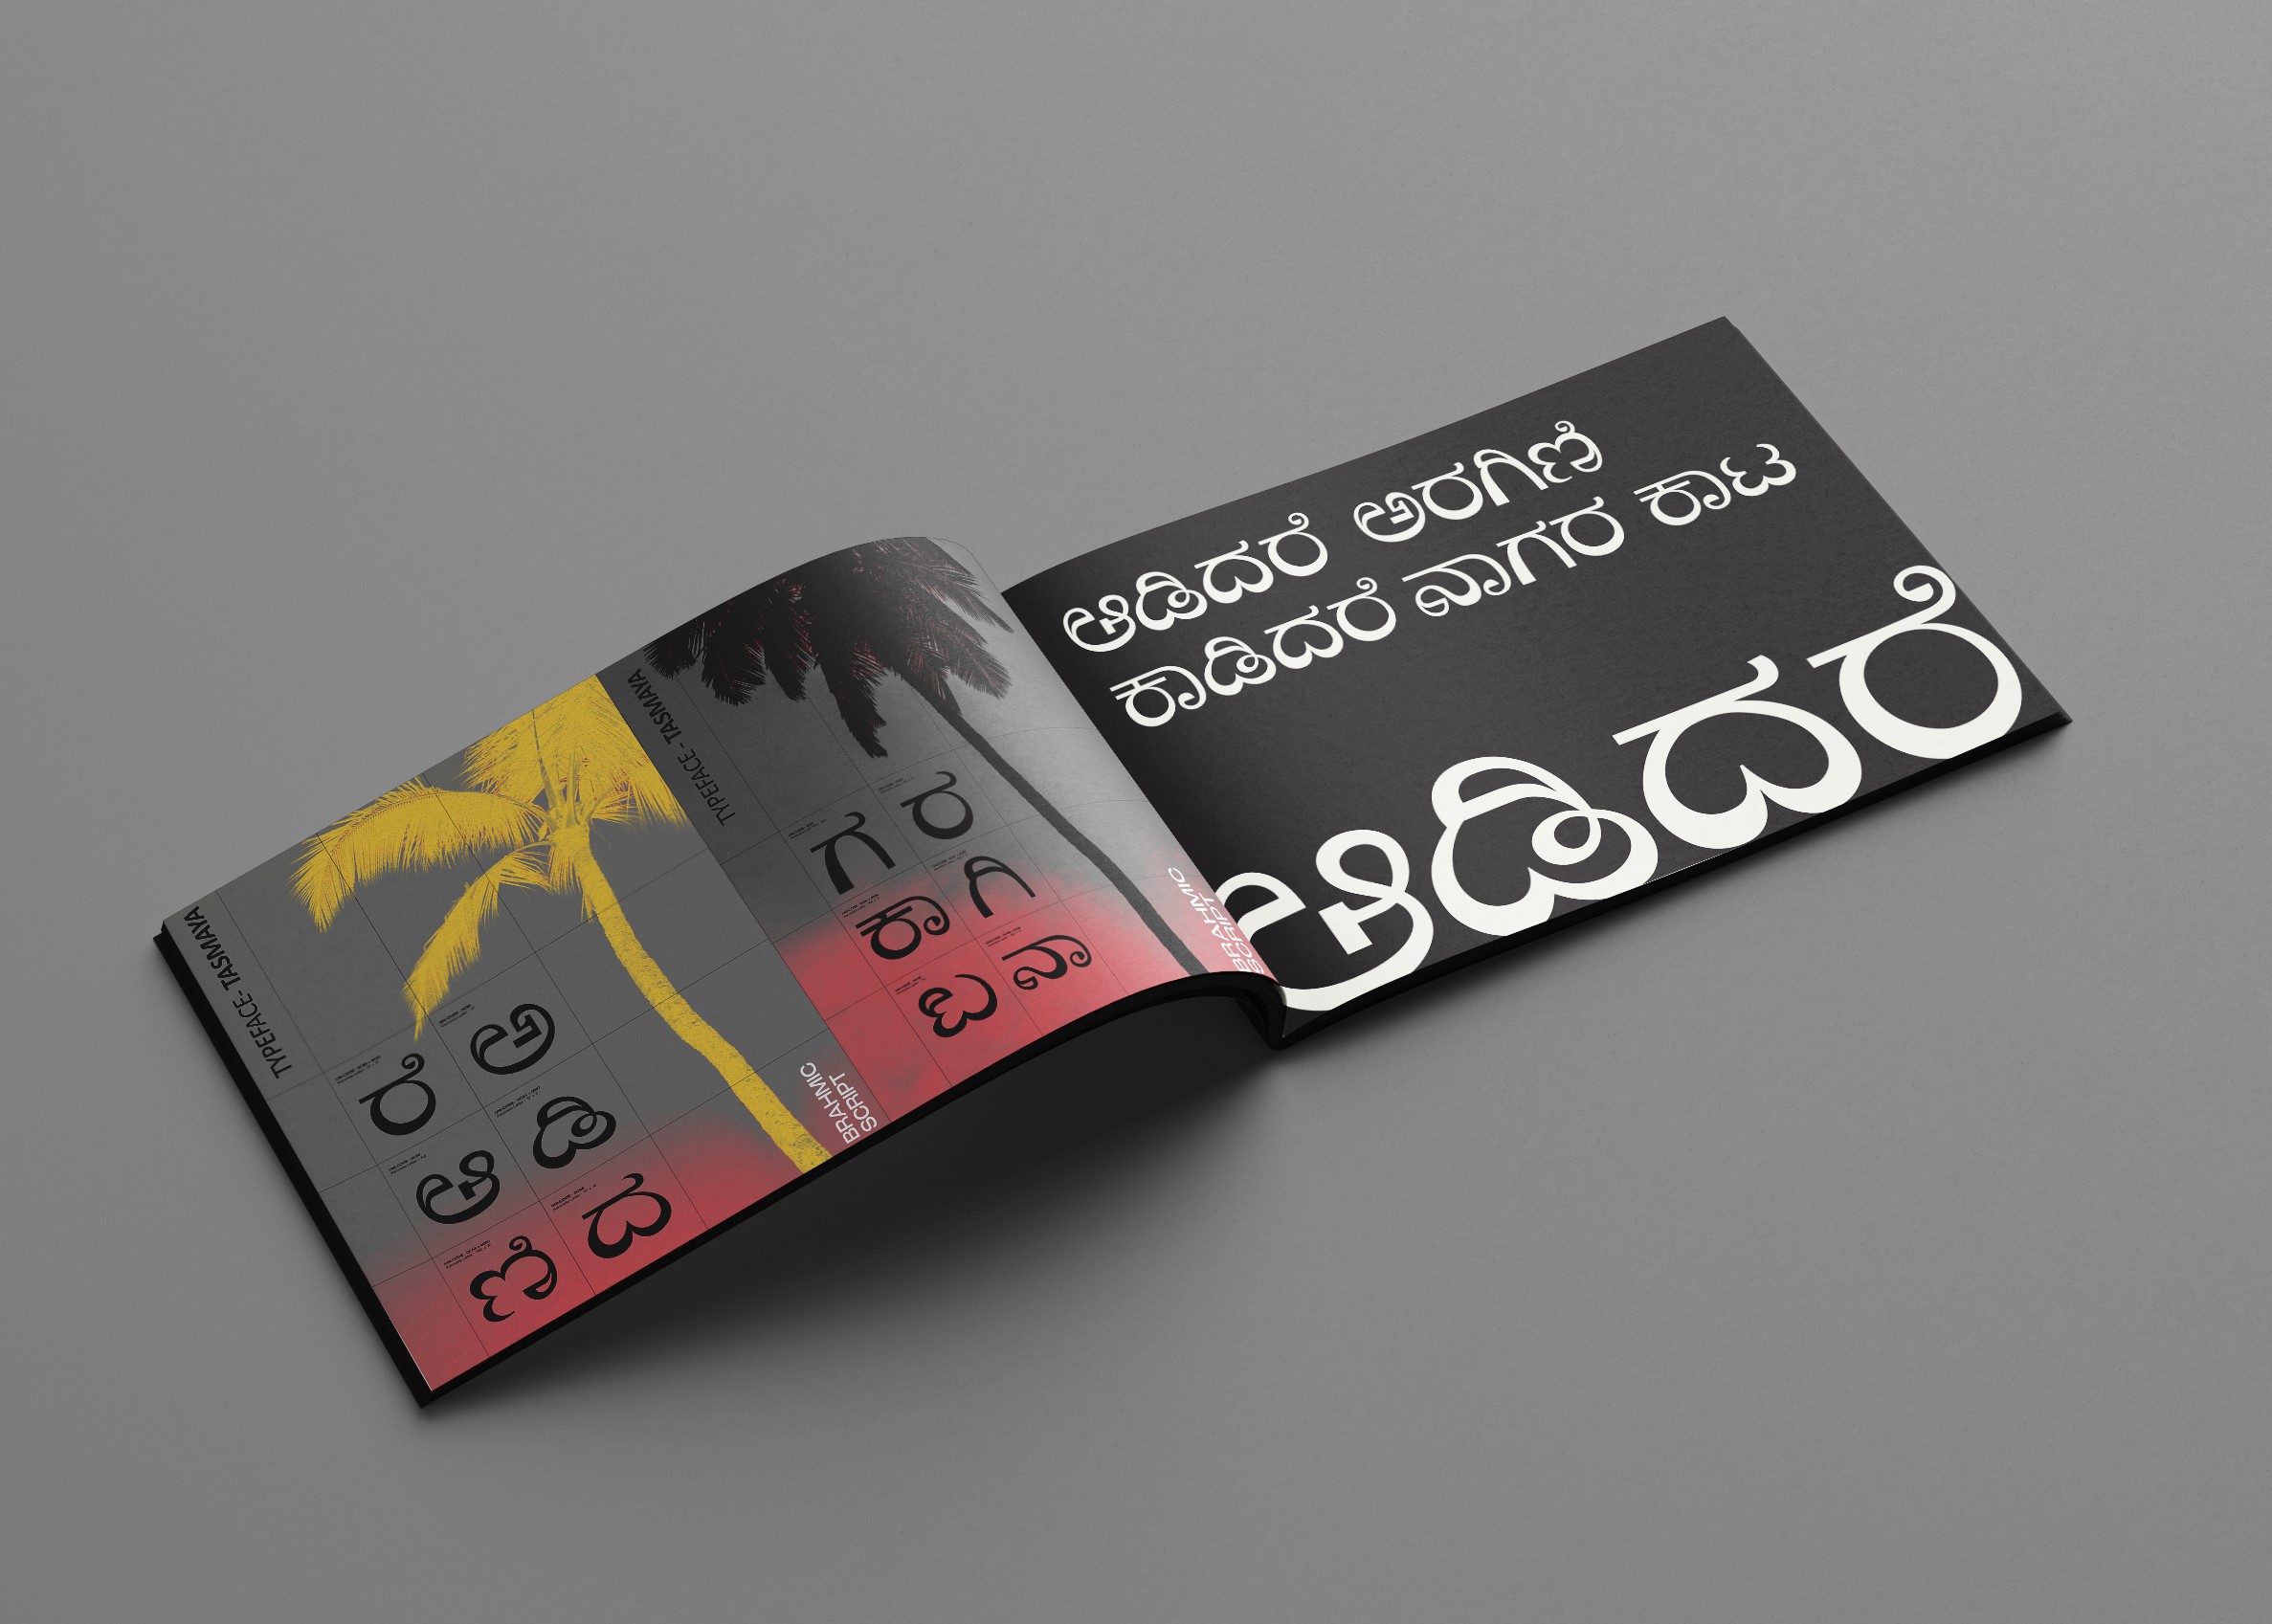 TYPEFACE - TASMAYA
ರೆ ಅ
ಆ ಡಿ
ಣಿ ದ
BRAHMIC
SCRIPT
TYPEFACE - TASMAYA
ಗ ರ
ಕಾ ಗಿ
ಟ ನಾ
BRAHMIC
SCRIPT
ಆಡಿದರೆ ಅರಗಿಣಿ
ಕಾಡಿದರೆ ನಾಗರ ಕಾಟ
ಆಡಿದರೆ